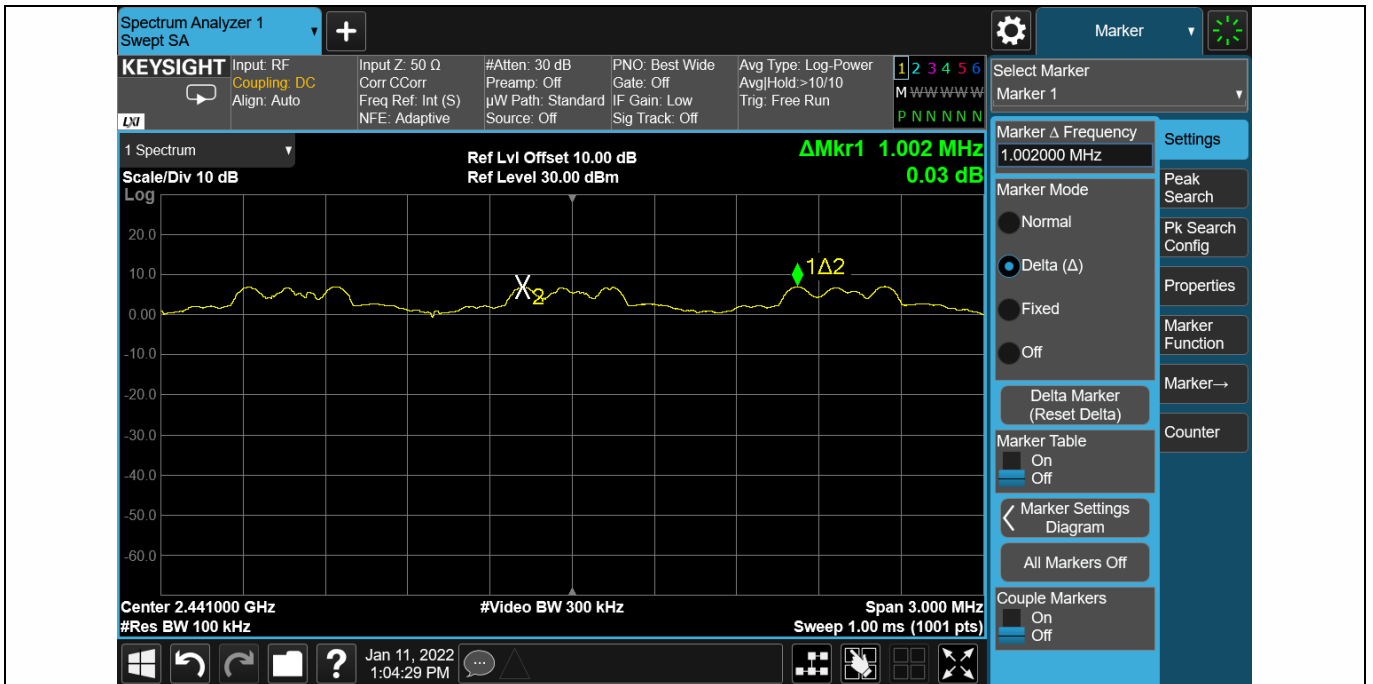 Spectrum Analyzer 1
Swept SA
Marker
KEYSIGHT
LXI
Input: RF
Coupling: DC
Align: Auto
Input Z: 50 Ω
Corr CCorr
Freq Ref: Int (S)
NFE: Adaptive
#Atten: 30 dB
Preamp: Off
µW Path: Standard
Source: Off
PNO: Best Wide
Gate: Off
IF Gain: Low
Sig Track: Off
Avg Type: Log-Power
Avg|Hold:>10/10
Trig: Free Run
1 2 3 4 5 6
M W W W W W
P N N N N N
Select Marker
Marker 1
1 Spectrum
Scale/Div 10 dB
Log
Ref Lvl Offset 10.00 dB
Ref Level 30.00 dBm
ΔMkr1 1.002 MHz
0.03 dB
20.0
10.0
0.00
-10.0
-20.0
-30.0
-40.0
-50.0
-60.0
X2
1Δ2
Center 2.441000 GHz
#Res BW 100 kHz
#Video BW 300 kHz
Span 3.000 MHz
Sweep 1.00 ms (1001 pts)
Marker Δ Frequency
1.002000 MHz
Marker Mode
Normal
Delta (Δ)
Fixed
Off
Delta Marker
(Reset Delta)
Marker Table
On
Off
Marker Settings
Diagram
All Markers Off
Couple Markers
On
Off
Settings
Peak
Search
Pk Search
Config
Properties
Marker
Function
Marker→
Counter
?
Jan 11, 2022
1:04:29 PM